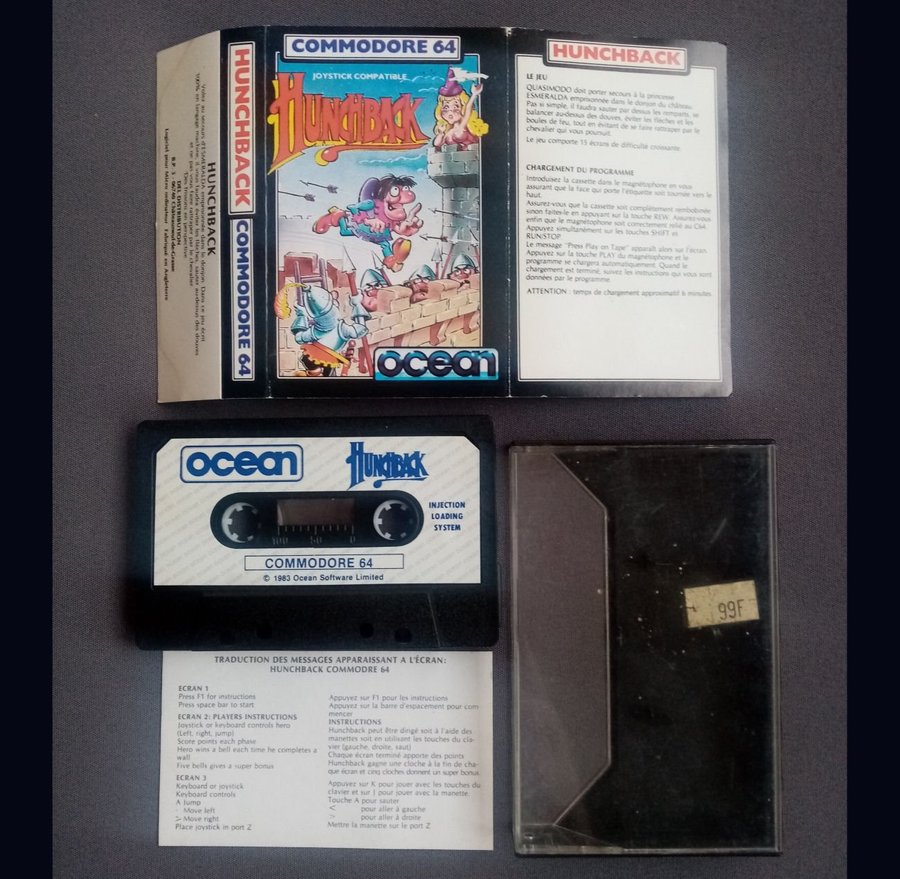 HUNCHBACK
COMMODORE 64
HUNCHBACK
DISTRIBUTION
COMMODORE 64
JOYSTICK COMPATIBLE
HUNCHBACK
ocean
HUNCHBACK
LE JEU
QUASIMODO doit porter secours à la princesse
ESMERALDA emprisonnée dans le donjon du château.
Pas si simple, il faudra sauter par dessus les remparts, se
balancer au-dessus des douves, éviter les flèches et les
boules de feu, tout en évitant de se faire rattraper par le
chevalier qui vous poursuit.
Le jeu comporte 15 écrans de difficulté croissante.
CHARGEMENT DU PROGRAMME
Introduisez la cassette dans le magnétophone en vous
assurant que la face qui porte l'étiquette soit tournée vers le
haut.
Assurez-vous que la cassette soit complètement rembobinée
sinon faites-le en appuyant sur la touche REW. Assurez-vous
enfin que le magnétophone soit correctement relié au C64.
Appuyez simultanément sur les touches SHIFT et
RUN/STOP.
Le message "Press Play on Tape" apparaît alors sur l'écran.
Appuyez sur la touche PLAY du magnétophone et le
programme se chargera automatiquement. Quand le
chargement est terminé, suivez les instructions qui vous sont
données par le programme.
ATTENTION : temps de chargement approximatif 6 minutes
ocean
HUNCHBACK
INJECTION
LOADING
SYSTEM
100 50 0
COMMODORE 64
© 1983 Ocean Software Limited
99F
TRADUCTION DES MESSAGES APPARAISSANT A L'ÉCRAN:
HUNCHBACK COMMODRE 64
ECRAN 1
Press F1 for instructions
Press space bar to start
ECRAN 2: PLAYERS INSTRUCTIONS
Joystick or keyboard controls hero
(Left, right, jump)
Score points each phase
Hero wins a bell each time he completes a
wall
Five bells gives a super bonus
ECRAN 3
Keyboard or joystick
Keyboard controls
A Jump
Move left
> Move right
Place joystick in port Z
Appuyez sur F1 pour les instructions
Appuyez sur la barre d'espacement pour com-
mencer
INSTRUCTIONS
Hunchback peut être dirigé soit à l'aide des
manettes soit en utilisant les touches du cla-
vier (gauche, droite, saut)
Chaque écran terminé apporte des points
Hunchback gagne une cloche à la fin de cha-
que écran et cinq cloches donnent un super bonus
Appuyez sur K pour jouer avec les touches du
clavier et sur J pour jouer avec la manette.
Touche A pour sauter
< pour aller à gauche
> pour aller à droite
Mettre la manette sur le port Z